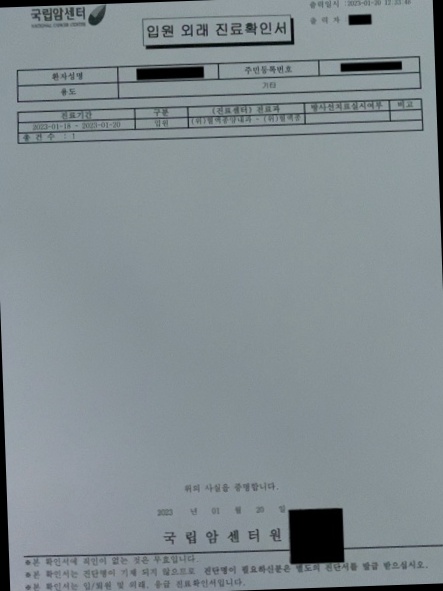 국립암센터
NATIONAL CANCER CENTER
출력일시 :2023-01-20 12:23:46
출 력 자
입원 외래 진료확인서
환자성명 주민등록번호
용도 기타
진료기간 구분 (진료센터) 진료과 방사선치료실시여부 비고
2023-01-18 - 2023-01-20 입원 (위)혈액종양내과 - (위)혈액종
총 건 수 : 1
위의 사실을 증명합니다.
2023 년 01 월 20 일
국 립 암 센 터 원
※본 확인서에 직인이 없는 것은 무효입니다.
※본 확인서는 진단명이 기재 되지 않으므로 진단명이 필요하신분은 별도의 진단서를 발급 받으십시오.
※본 확인서는 입/퇴원 및 외래, 응급 진료확인서입니다.